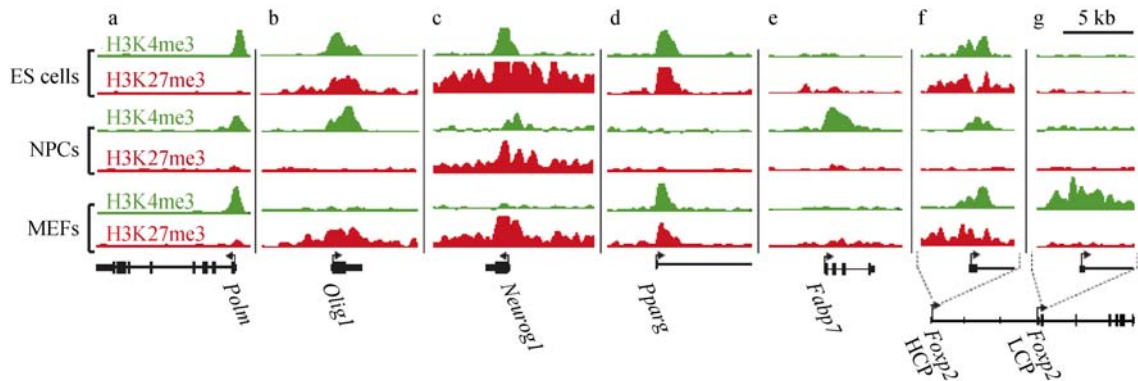 a b c d e f g 5 kb
H3K4me3
ES cells
H3K27me3
H3K4me3
NPCs
H3K27me3
H3K4me3
MEFs
H3K27me3
Polm
Olig1
Neurog1
Pparg
Fabp7
Foxp2
HCP
Foxp2
LCP